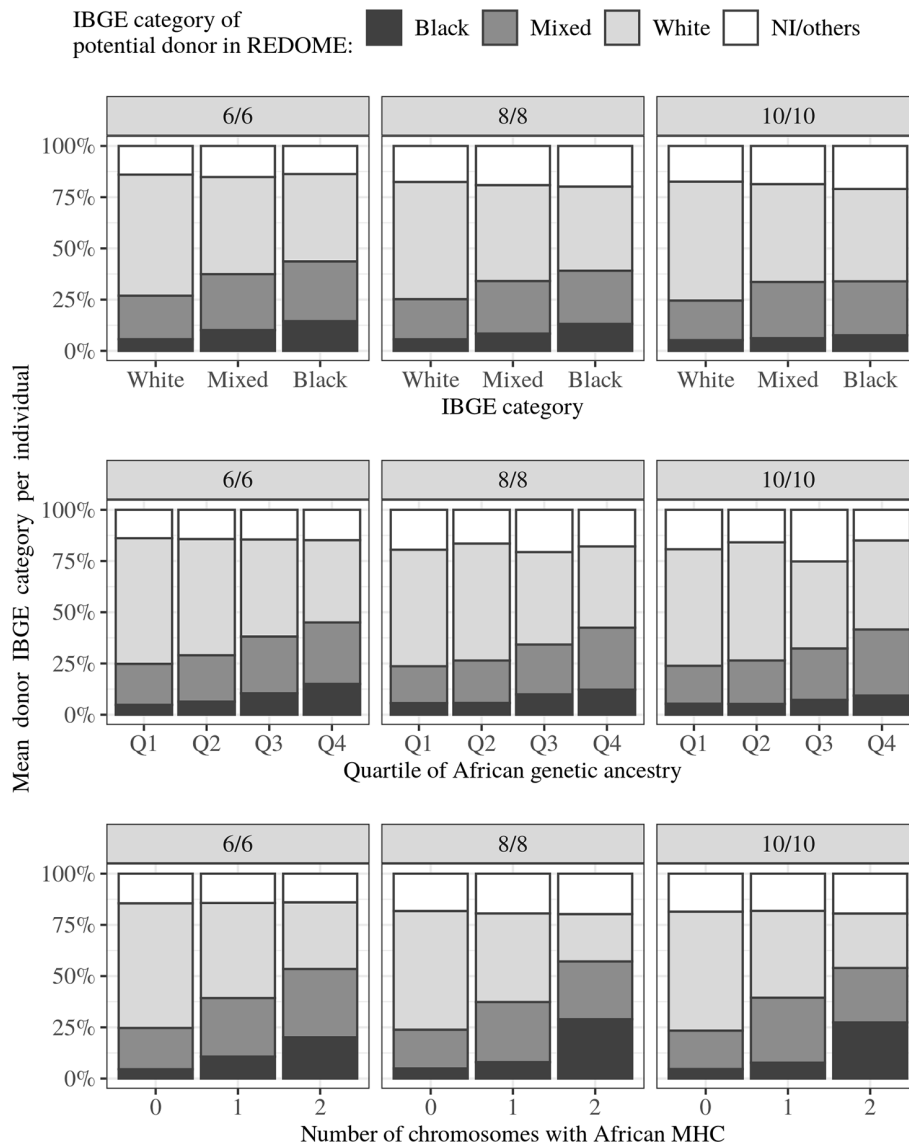 IBGE category of
potential donor in REDOME: Black Mixed White NI/others
Mean donor IBGE category per individual
6/6 8/8 10/10
100%
75%
50%
25%
0%
White Mixed Black White Mixed Black White Mixed Black
IBGE category
6/6 8/8 10/10
100%
75%
50%
25%
0%
Q1 Q2 Q3 Q4 Q1 Q2 Q3 Q4 Q1 Q2 Q3 Q4
Quartile of African genetic ancestry
6/6 8/8 10/10
100%
75%
50%
25%
0%
0 1 2 0 1 2 0 1 2
Number of chromosomes with African MHC